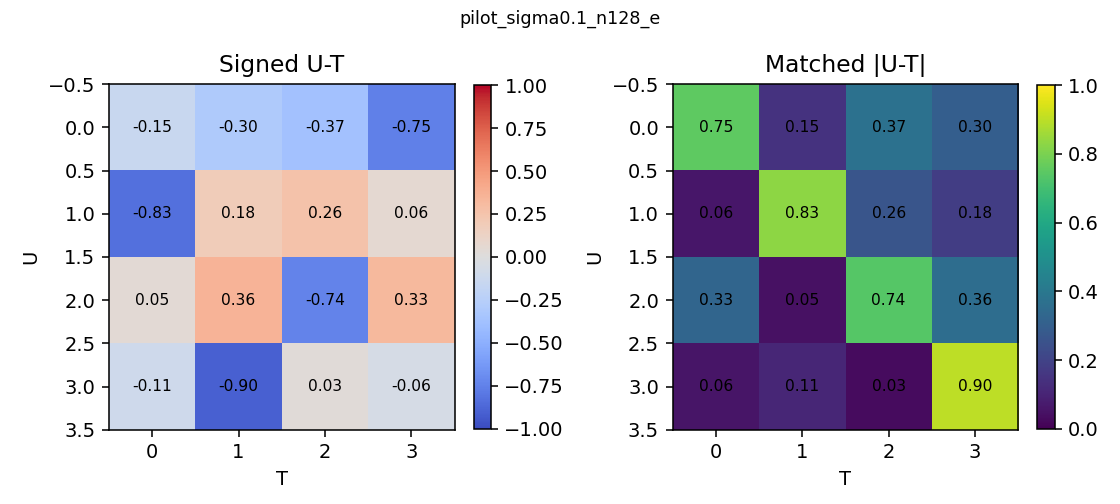 pilot_sigma0.1_n128_e
Signed U-T
−0.5
0.0
0.5
1.0
1.5
2.0
2.5
3.0
3.5
U
-0.15 -0.30 -0.37 -0.75
-0.83 0.18 0.26 0.06
0.05 0.36 -0.74 0.33
-0.11 -0.90 0.03 -0.06
0 1 2 3
T
1.00
0.75
0.50
0.25
0.00
−0.25
−0.50
−0.75
−1.00
Matched |U-T|
−0.5
0.0
0.5
1.0
1.5
2.0
2.5
3.0
3.5
U
0.75 0.15 0.37 0.30
0.06 0.83 0.26 0.18
0.33 0.05 0.74 0.36
0.06 0.11 0.03 0.90
0 1 2 3
T
1.0
0.8
0.6
0.4
0.2
0.0